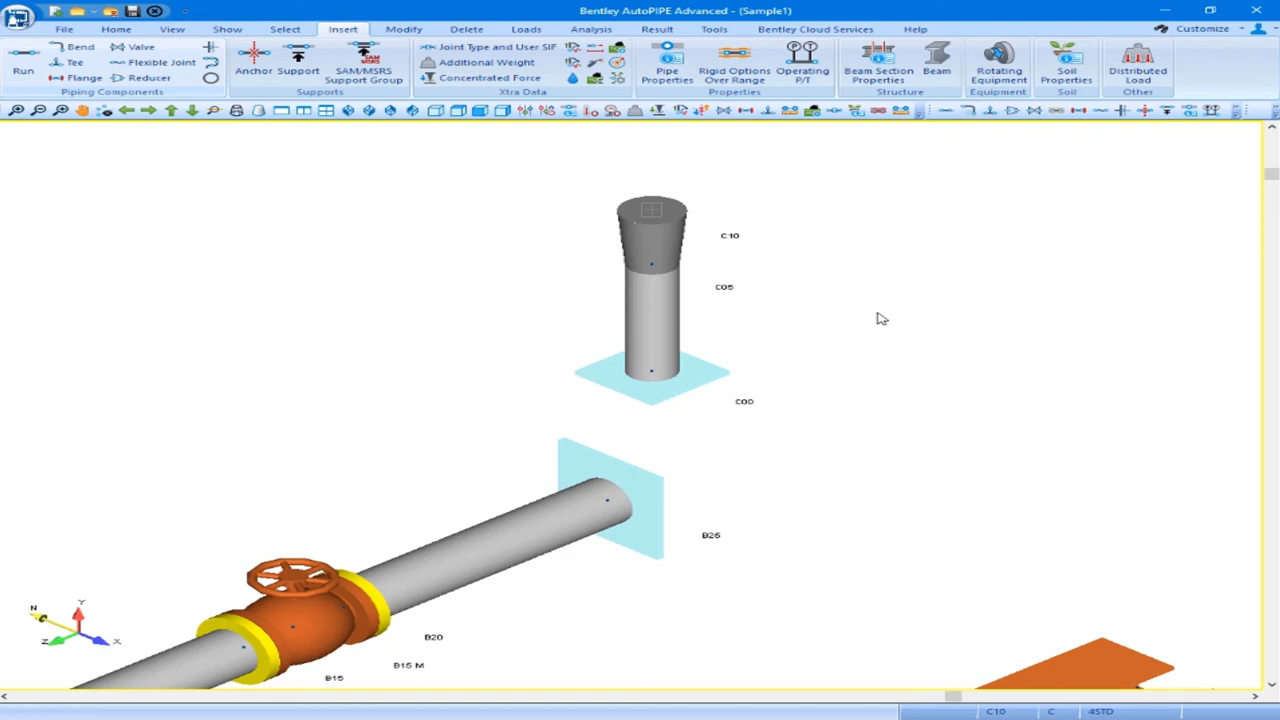 Bentley AutoPIPE Advanced - (Sample1)
File Home View Show Select Insert Modify Delete Loads Result Analysis Tools Bentley Cloud Services Help Customize
Run
Bend Valve
Tee Flexible Joint
Flange Reducer
Piping Components
Anchor Support SAM/MSRS Support Group
Supports
Joint Type and User SIF
Additional Weight
Concentrated Force
Xtra Data
Pipe Properties Rigid Options Over Range Operating P/T
Properties
Beam Section Properties Beam
Structure
Rotating Equipment
Equipment
Soil Properties
Soil
Distributed Load
Other
C10
C05
C00
B25
B20
B15 M
B15
N
Y
Z
X
C10 C 4STD